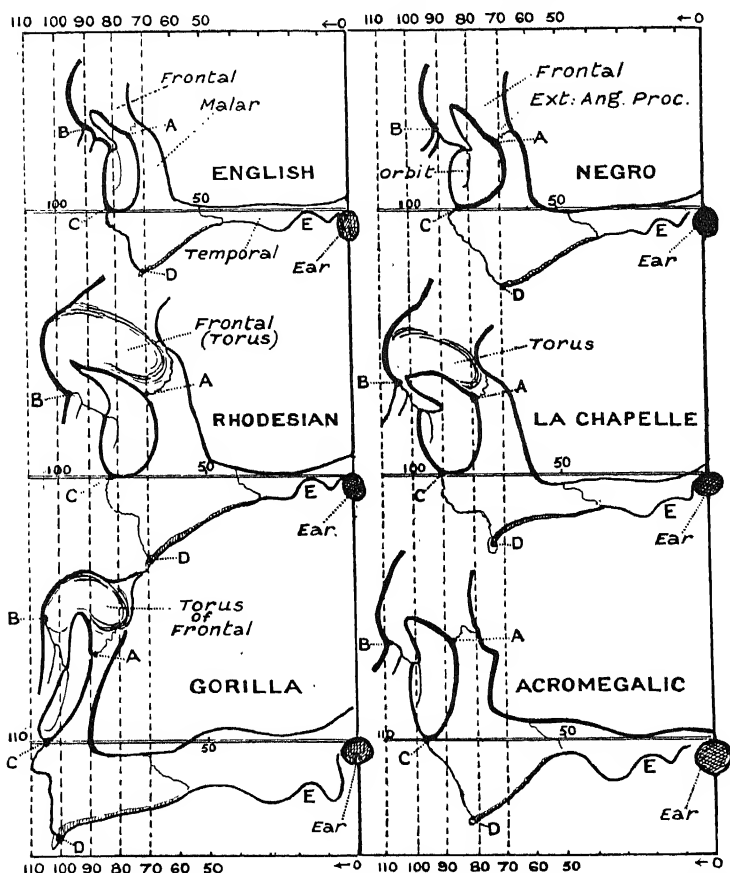 110 100 90 80 70 60 50 ←0
110 100 90 80 70 60 50 ←0
Frontal
Malar
B
A
ENGLISH
100
50
C
Temporal
E
Ear
D
Frontal
Ext: Ang. Proc.
B
A
orbit
NEGRO
100
50
C
E
Ear
D
Frontal
(Torus)
B
A
RHODESIAN
100
50
C
E
Ear.
D
Torus
B
A
LA CHAPELLE
100
50
C
E
Ear
D
Torus
of
Frontal
B
A
GORILLA
110
50
C
E
Ear
D
B
A
ACROMEGALIC
110
50
C
E
Ear
D
110 100 90 80 70 60 50 ←0
110 100 90 80 70 60 50 ←0